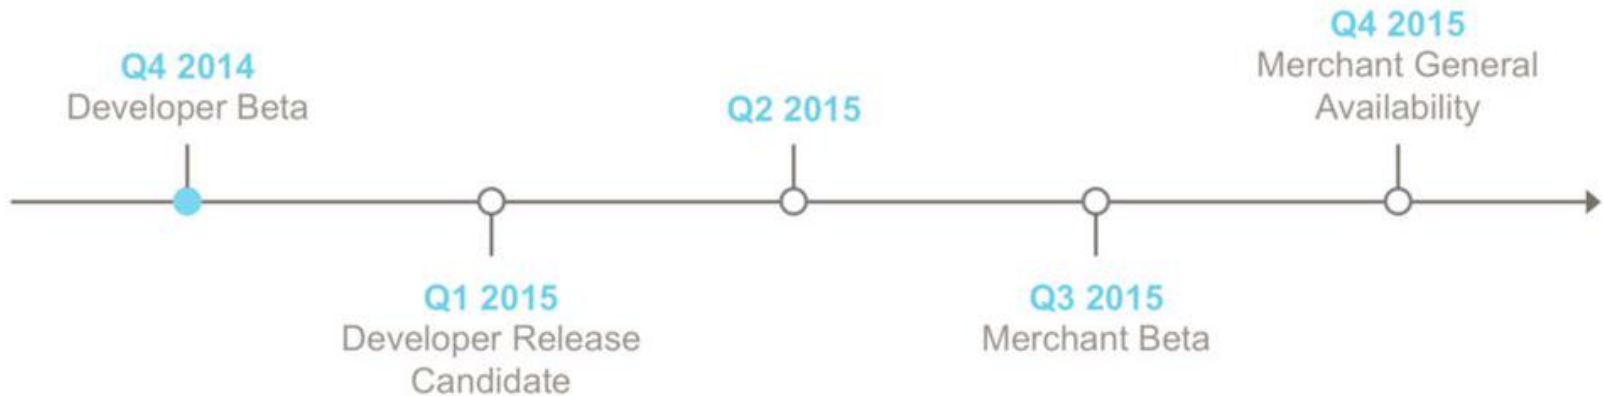 Q4 2014
Developer Beta
Q1 2015
Developer Release
Candidate
Q2 2015
Q3 2015
Merchant Beta
Q4 2015
Merchant General
Availability